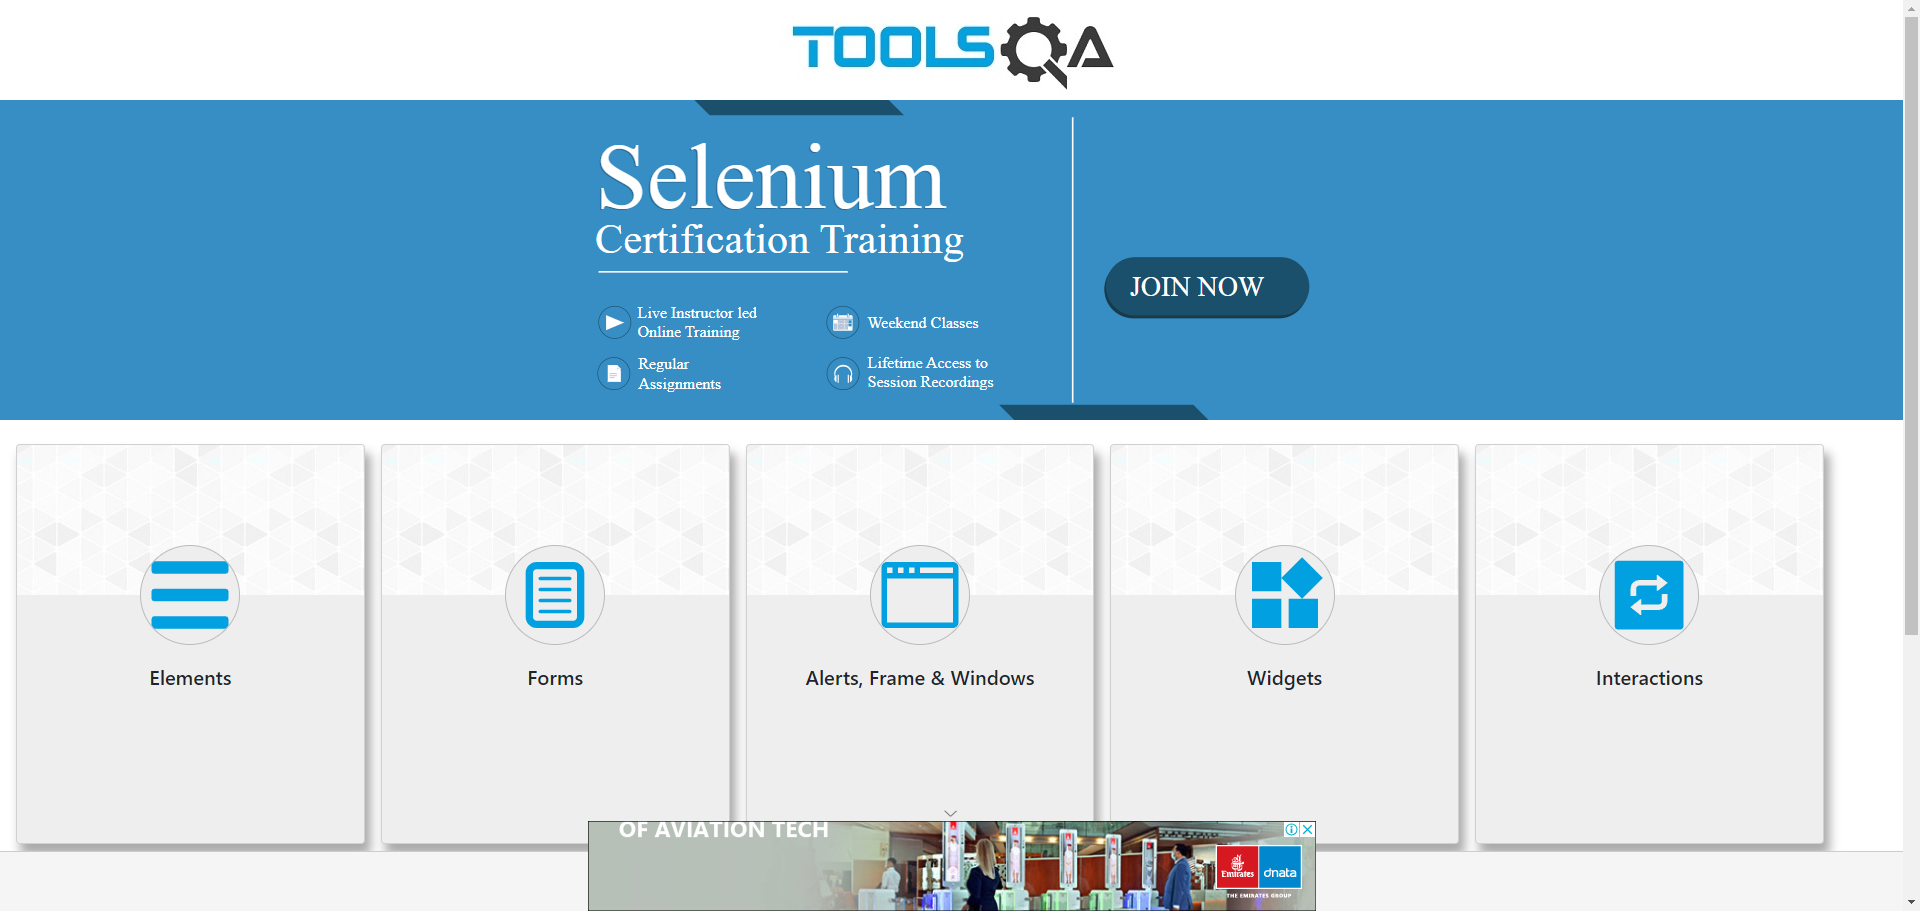 TOOLSQA
Selenium
Certification Training
Live Instructor led
Online Training
Weekend Classes
Regular
Assignments
Lifetime Access to
Session Recordings
JOIN NOW
Elements
Forms
Alerts, Frame & Windows
Widgets
Interactions
OF AVIATION TECH
Emirates
dnata
THE EMIRATES GROUP